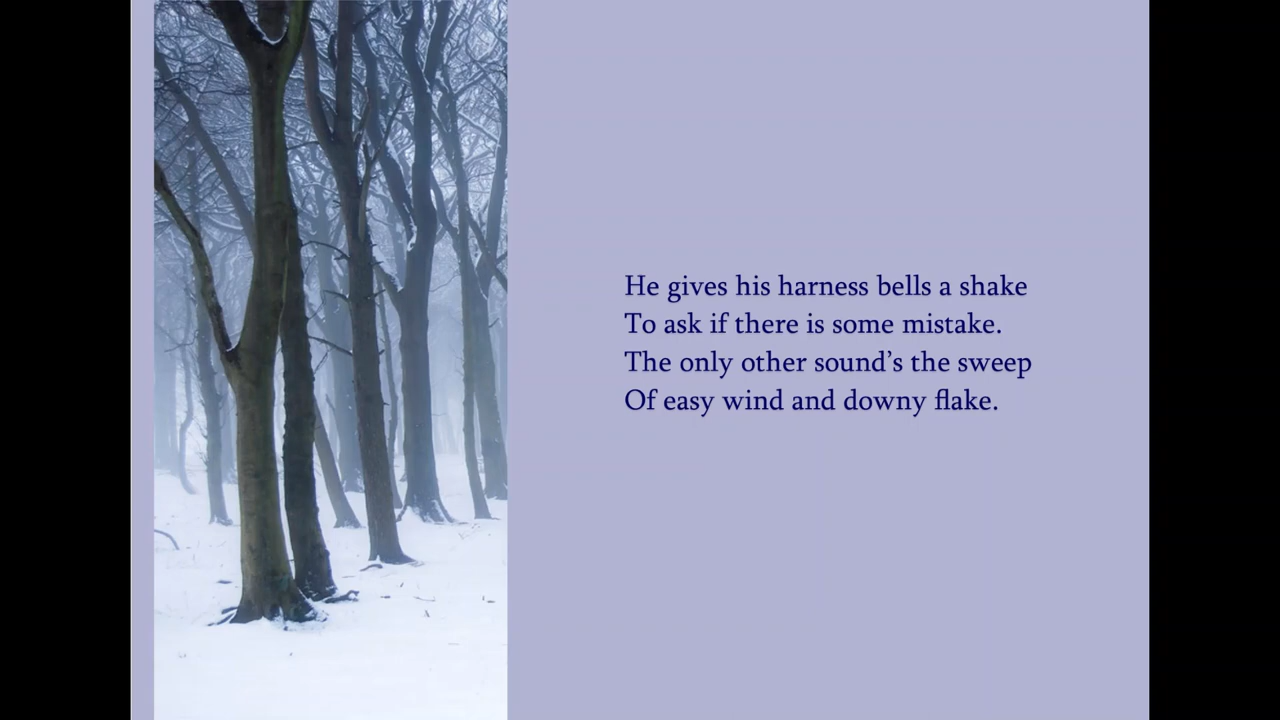 He gives his harness bells a shake
To ask if there is some mistake.
The only other sound’s the sweep
Of easy wind and downy flake.